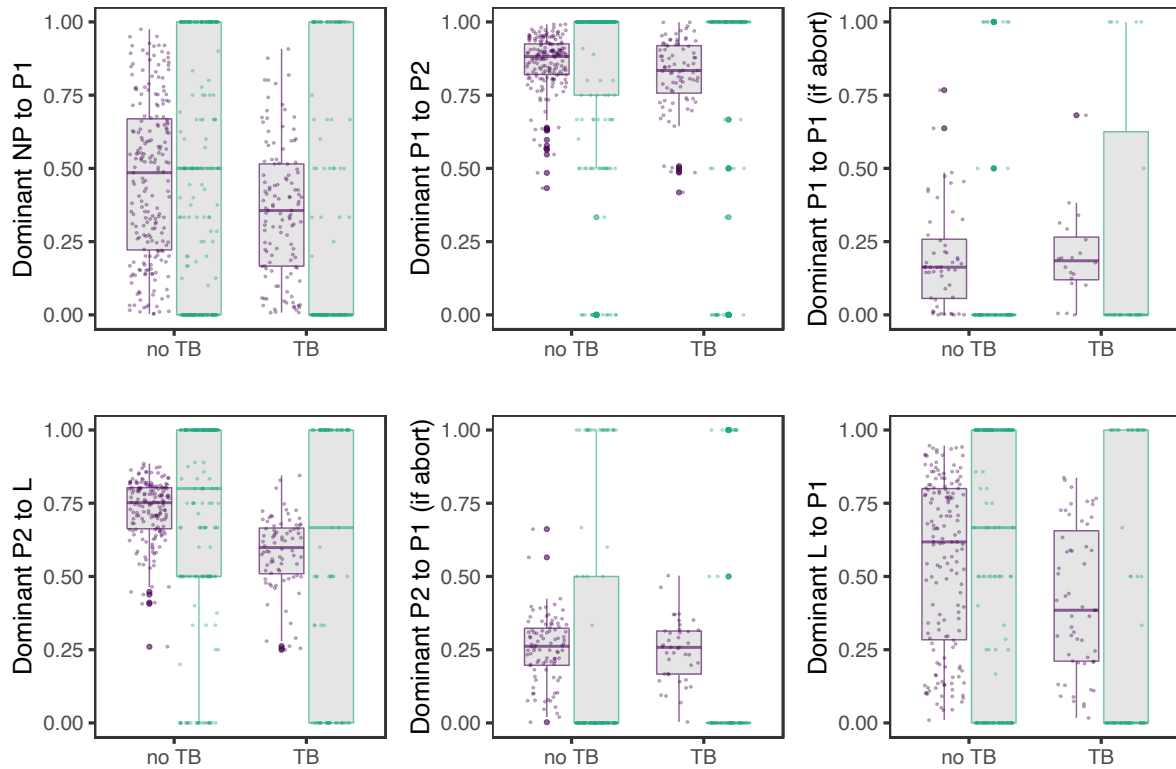 Dominant NP to P1
1.00
0.75
0.50
0.25
0.00
no TB
TB
Dominant P1 to P2
1.00
0.75
0.50
0.25
0.00
no TB
TB
Dominant P1 to P1 (if abort)
1.00
0.75
0.50
0.25
0.00
no TB
TB
Dominant P2 to L
1.00
0.75
0.50
0.25
0.00
no TB
TB
Dominant P2 to P1 (if abort)
1.00
0.75
0.50
0.25
0.00
no TB
TB
Dominant L to P1
1.00
0.75
0.50
0.25
0.00
no TB
TB